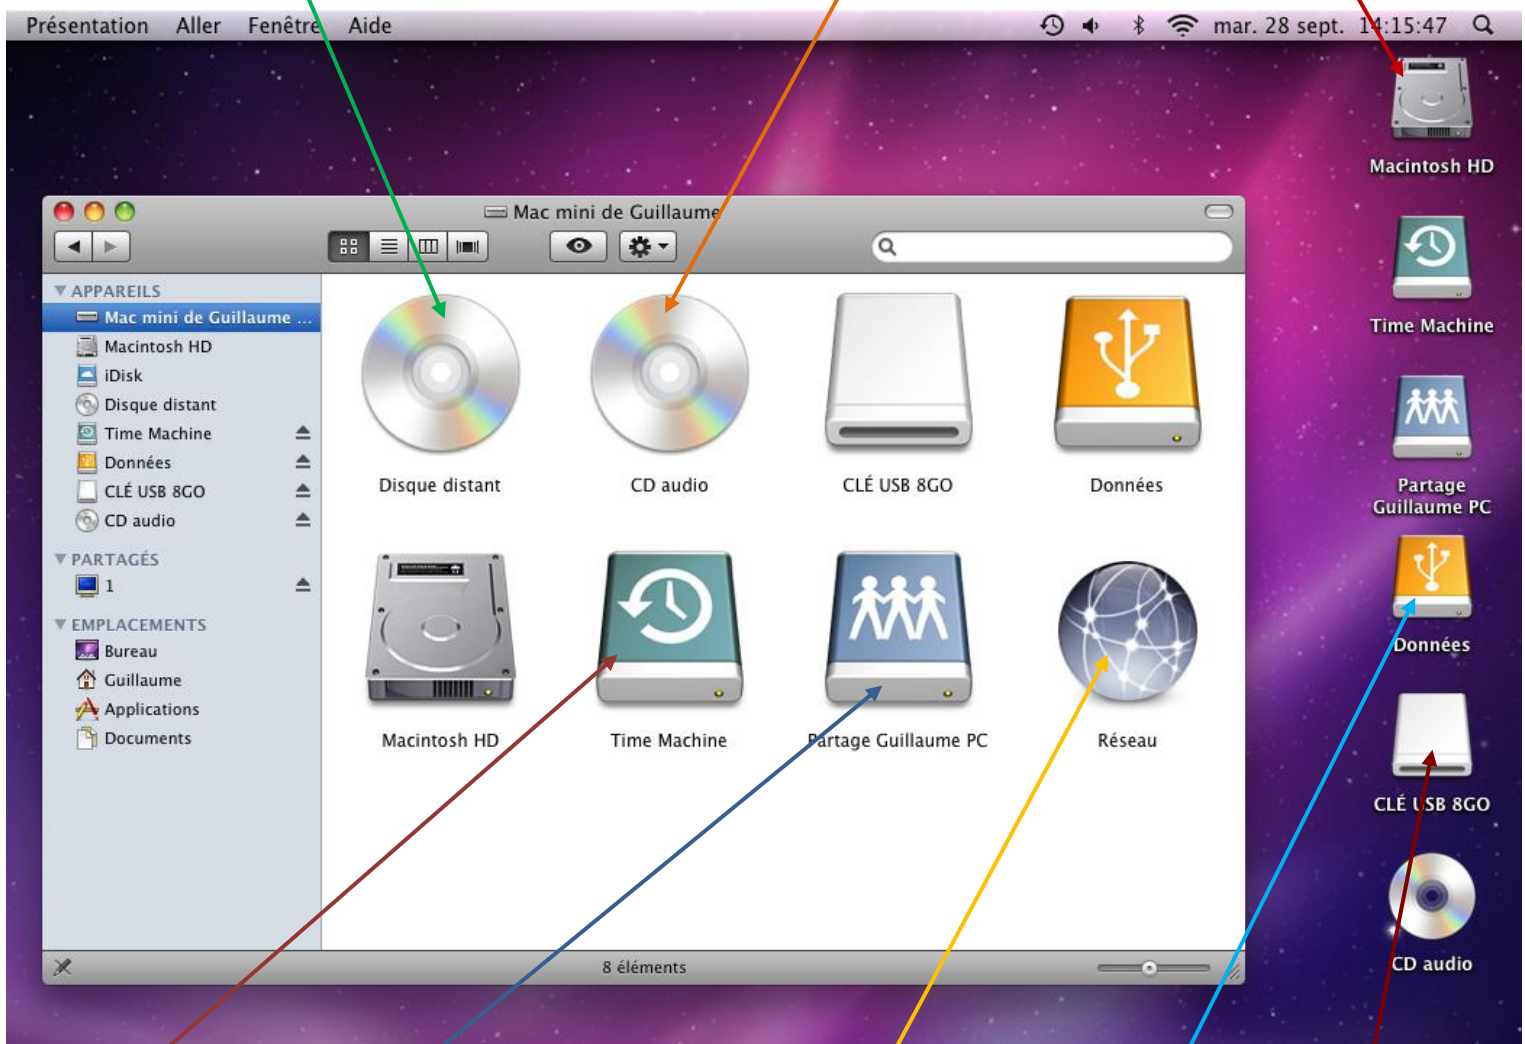 Présentation Aller Fenêtre Aide mar. 28 sept. 14:15:47
Macintosh HD
Time Machine
Partage
Guillaume PC
Données
CLÉ USB 8GO
CD audio
Mac mini de Guillaume
APPAREILS
Mac mini de Guillaume ...
Macintosh HD
iDisk
Disque distant
Time Machine
Données
CLÉ USB 8GO
CD audio
PARTAGÉS
1
EMPLACEMENTS
Bureau
Guillaume
Applications
Documents
Disque distant CD audio CLÉ USB 8GO Données
Macintosh HD Time Machine Partage Guillaume PC Réseau
8 éléments